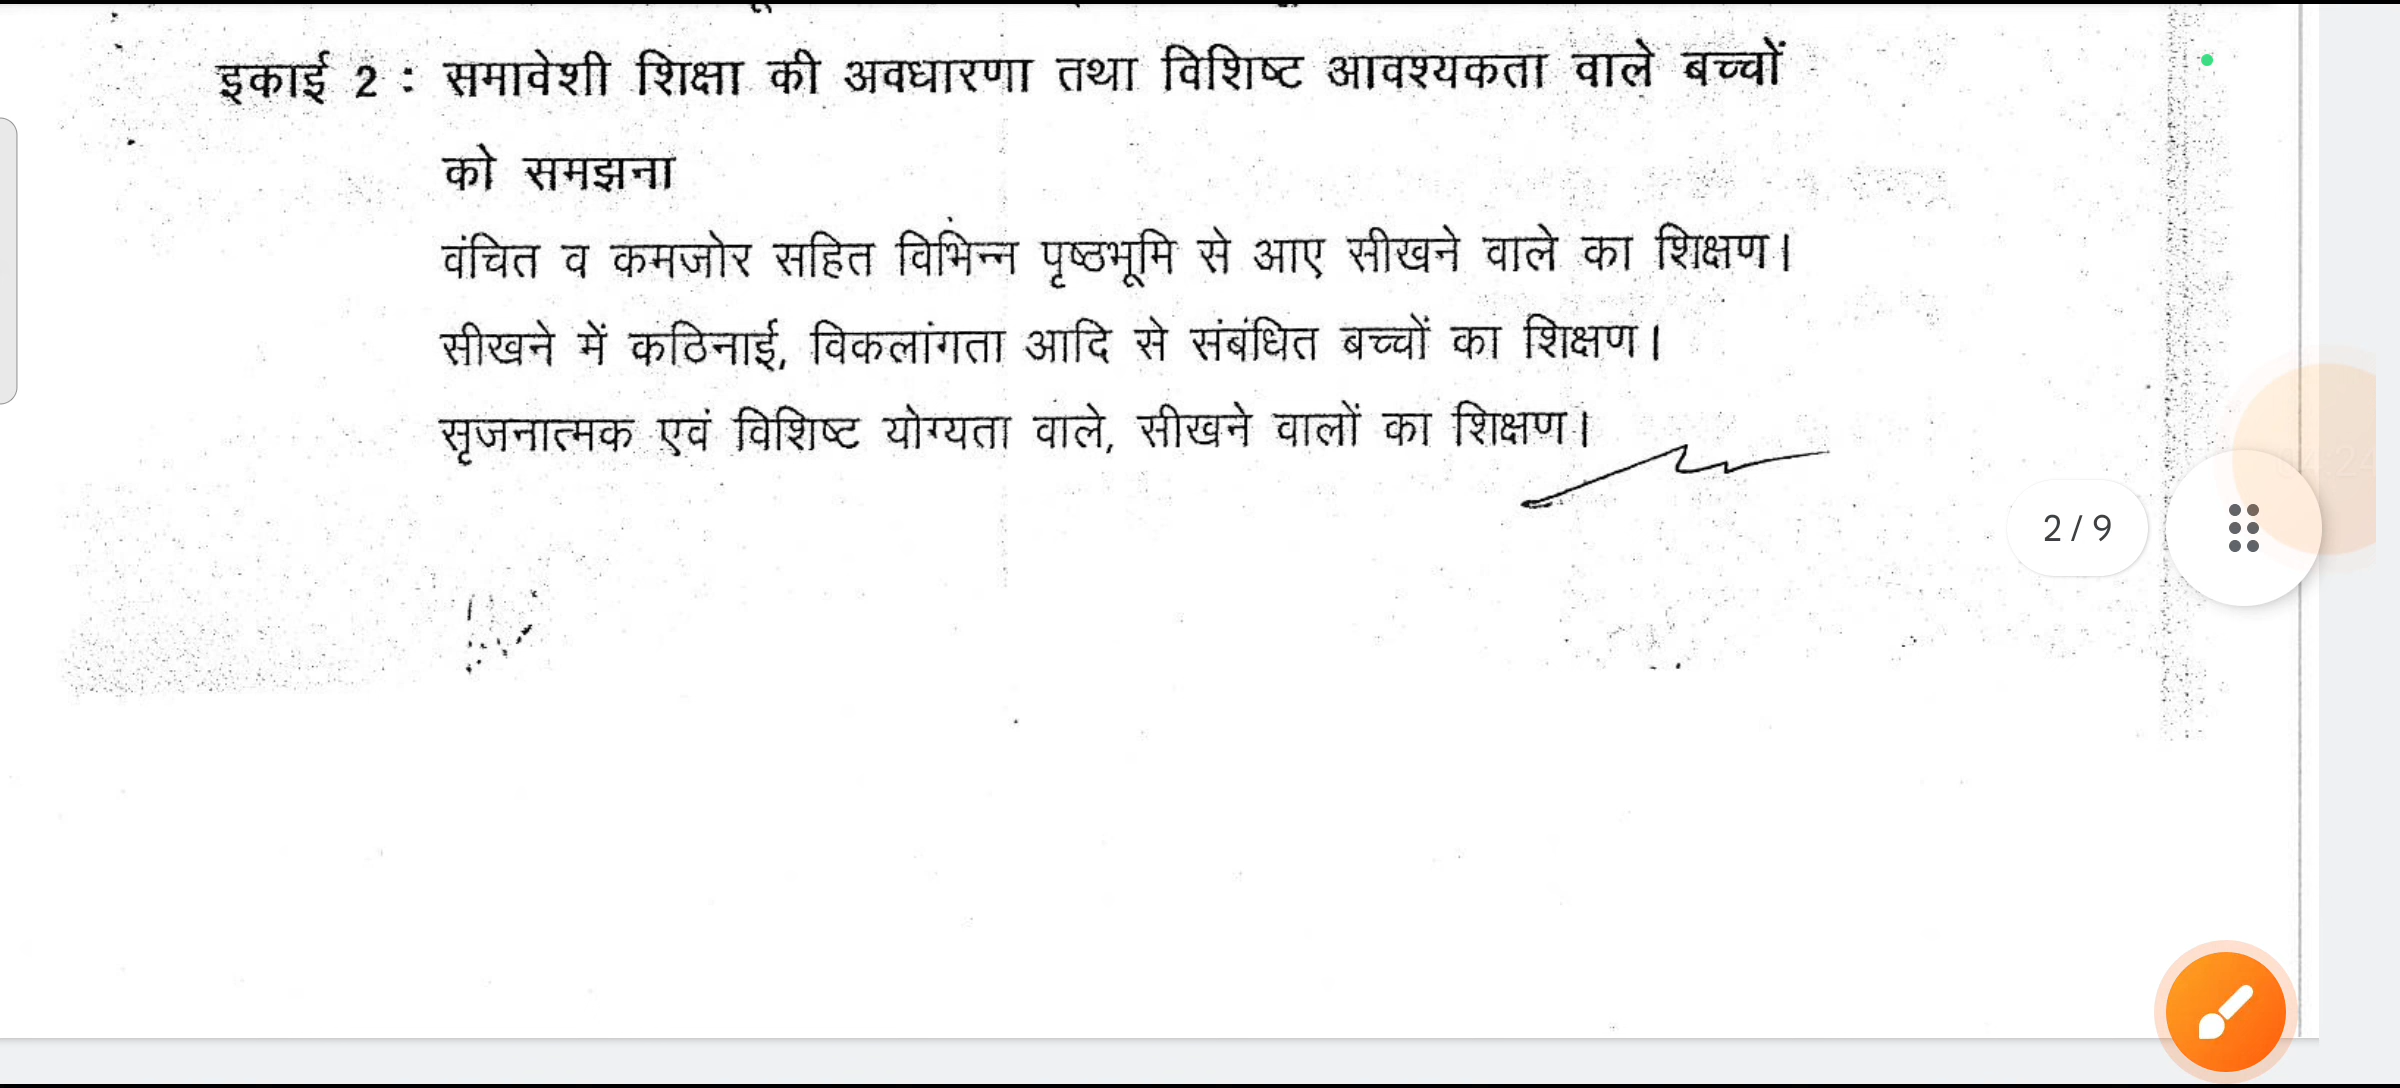 इकाई 2 : समावेशी शिक्षा की अवधारणा तथा विशिष्ट आवश्यकता वाले बच्चों
को समझना
वंचित व कमजोर सहित विभिन्न पृष्ठभूमि से आए सीखने वाले का शिक्षण।
सीखने में कठिनाई, विकलांगता आदि से संबंधित बच्चों का शिक्षण।
सृजनात्मक एवं विशिष्ट योग्यता वाले, सीखने वालों का शिक्षण।
2 / 9